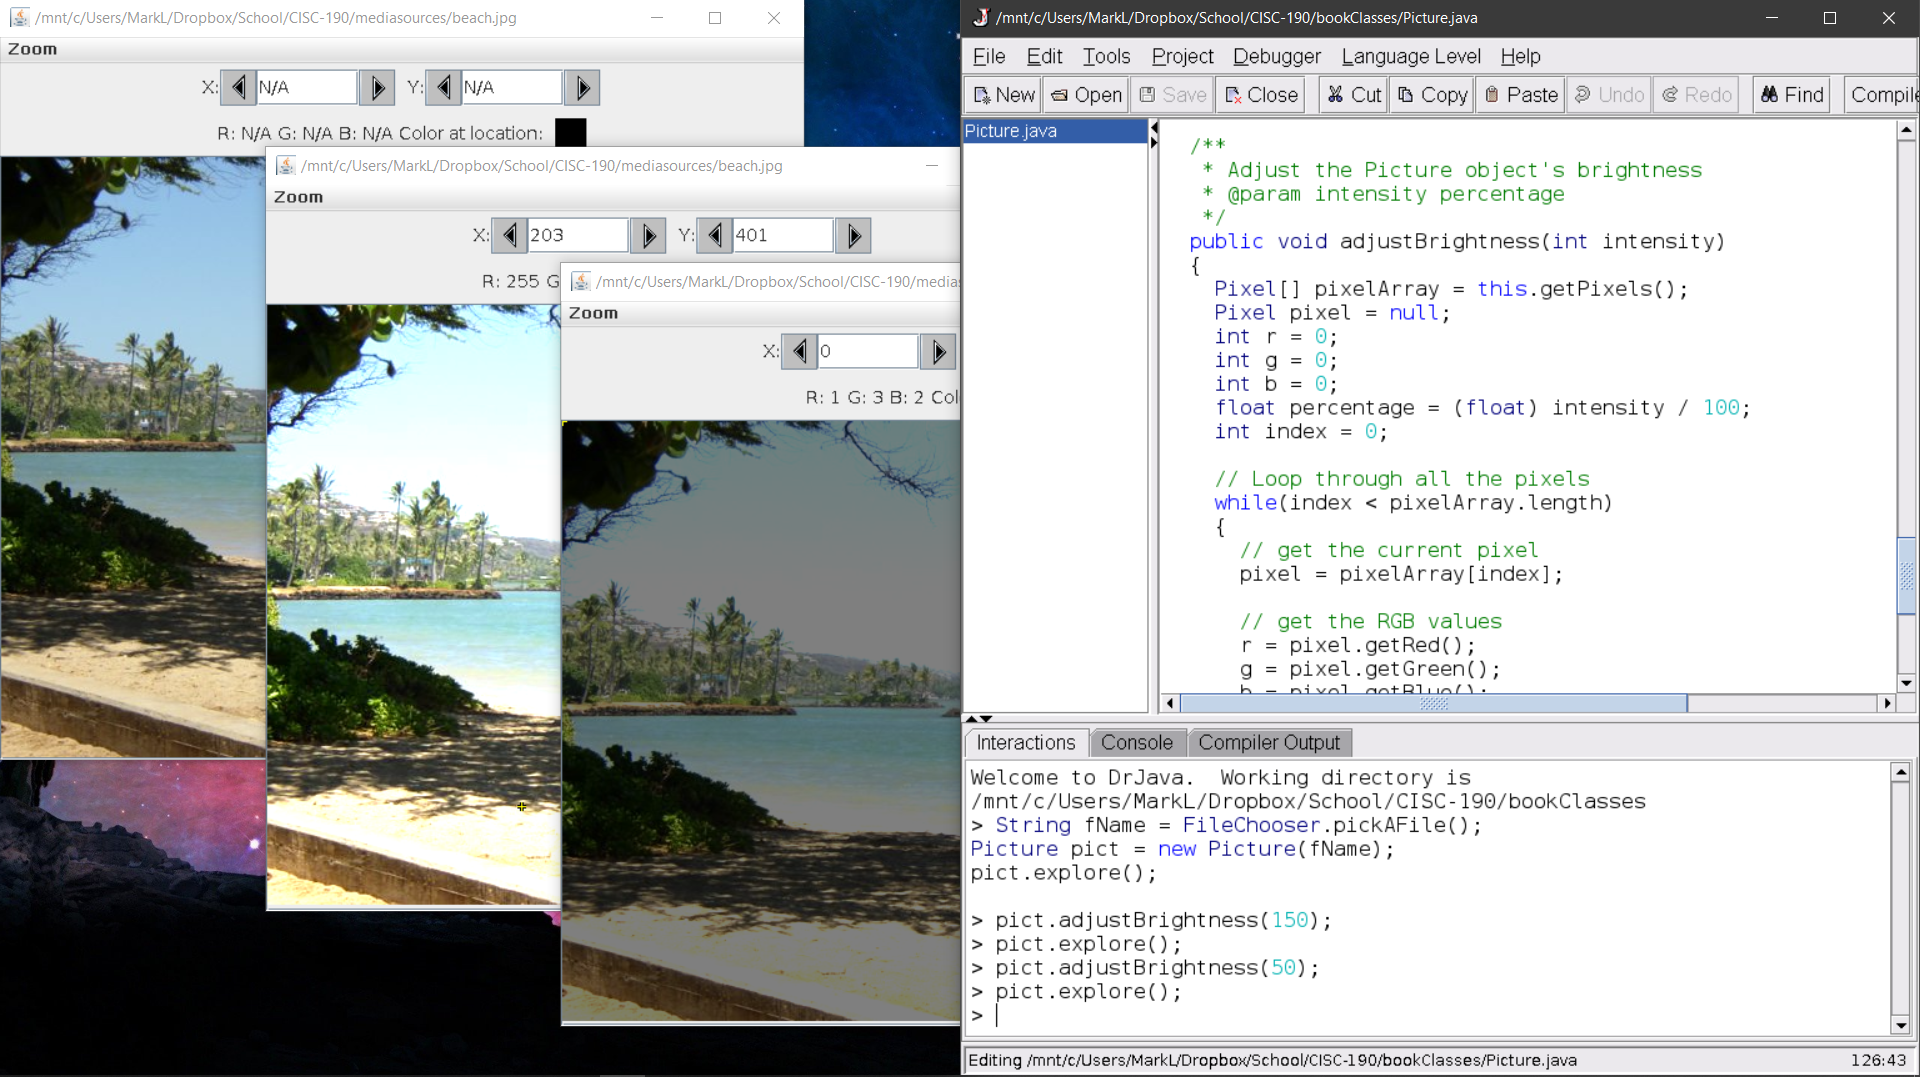 /mnt/c/Users/MarkL/Dropbox/School/CISC-190/mediasources/beach.jpg
Zoom
X: N/A Y: N/A
R: N/A G: N/A B: N/A Color at location:
/mnt/c/Users/MarkL/Dropbox/School/CISC-190/mediasources/beach.jpg
Zoom
X: 203 Y: 401
R: 255 G
/mnt/c/Users/MarkL/Dropbox/School/CISC-190/medias
Zoom
X: 0
R: 1 G: 3 B: 2 Col
/mnt/c/Users/MarkL/Dropbox/School/CISC-190/bookClasses/Picture.java
File Edit Tools Project Debugger Language Level Help
New Open Save Close Cut Copy Paste Undo Redo Find Compile
Picture.java
/**
* Adjust the Picture object's brightness
* @param intensity percentage
*/
public void adjustBrightness(int intensity)
{
Pixel[] pixelArray = this.getPixels();
Pixel pixel = null;
int r = 0;
int g = 0;
int b = 0;
float percentage = (float) intensity / 100;
int index = 0;
// Loop through all the pixels
while(index < pixelArray.length)
{
// get the current pixel
pixel = pixelArray[index];
// get the RGB values
r = pixel.getRed();
g = pixel.getGreen();
b = pixel.getBlue();
Interactions Console Compiler Output
Welcome to DrJava.  Working directory is
/mnt/c/Users/MarkL/Dropbox/School/CISC-190/bookClasses
> String fName = FileChooser.pickAFile();
Picture pict = new Picture(fName);
pict.explore();
> pict.adjustBrightness(150);
> pict.explore();
> pict.adjustBrightness(50);
> pict.explore();
>
Editing /mnt/c/Users/MarkL/Dropbox/School/CISC-190/bookClasses/Picture.java 126:43